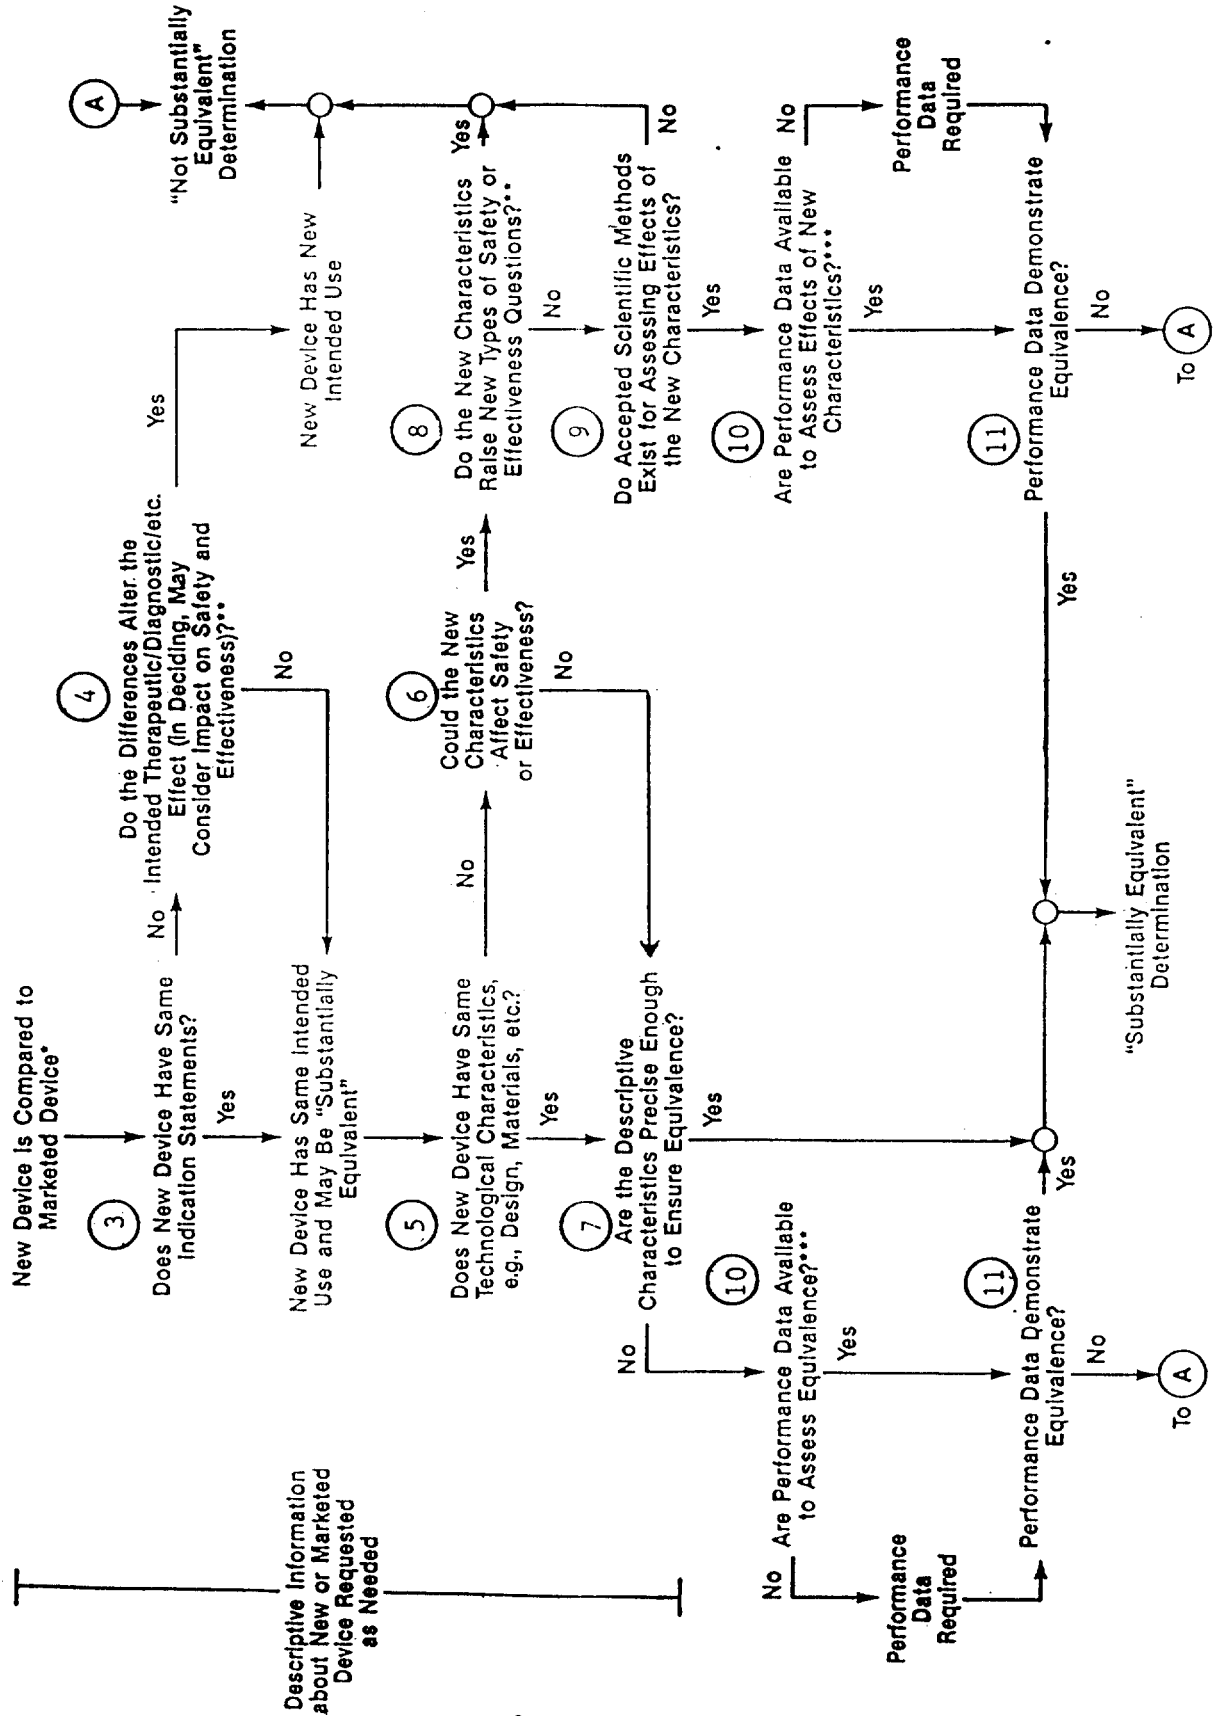 New Device Is Compared to
Marketed Device*
3
Does New Device Have Same
Indication Statements?
No
Yes
4
Do the Differences Alter the
Intended Therapeutic/Diagnostic/etc.
Effect (In Deciding, May
Consider Impact on Safety and
Effectiveness)?**
Yes
No
New Device Has New
Intended Use
A
"Not Substantially
Equivalent"
Determination
New Device Has Same Intended
Use and May Be "Substantially
Equivalent"
5
Does New Device Have Same
Technological Characteristics,
e.g., Design, Materials, etc.?
No
Yes
6
Could the New
Characteristics
Affect Safety
or Effectiveness?
Yes
No
8
Do the New Characteristics
Raise New Types of Safety or
Effectiveness Questions?**
Yes
No
9
Do Accepted Scientific Methods
Exist for Assessing Effects of
the New Characteristics?
No
Yes
7
Are the Descriptive
Characteristics Precise Enough
to Ensure Equivalence?
No
Yes
Descriptive Information
about New or Marketed
Device Requested
as Needed
10
Are Performance Data Available
to Assess Equivalence?***
No
Yes
Performance
Data
Required
10
Are Performance Data Available
to Assess Effects of New
Characteristics?***
No
Yes
Performance
Data
Required
11
Performance Data Demonstrate
Equivalence?
Yes
No
To A
11
Performance Data Demonstrate
Equivalence?
Yes
No
To A
"Substantially Equivalent"
Determination